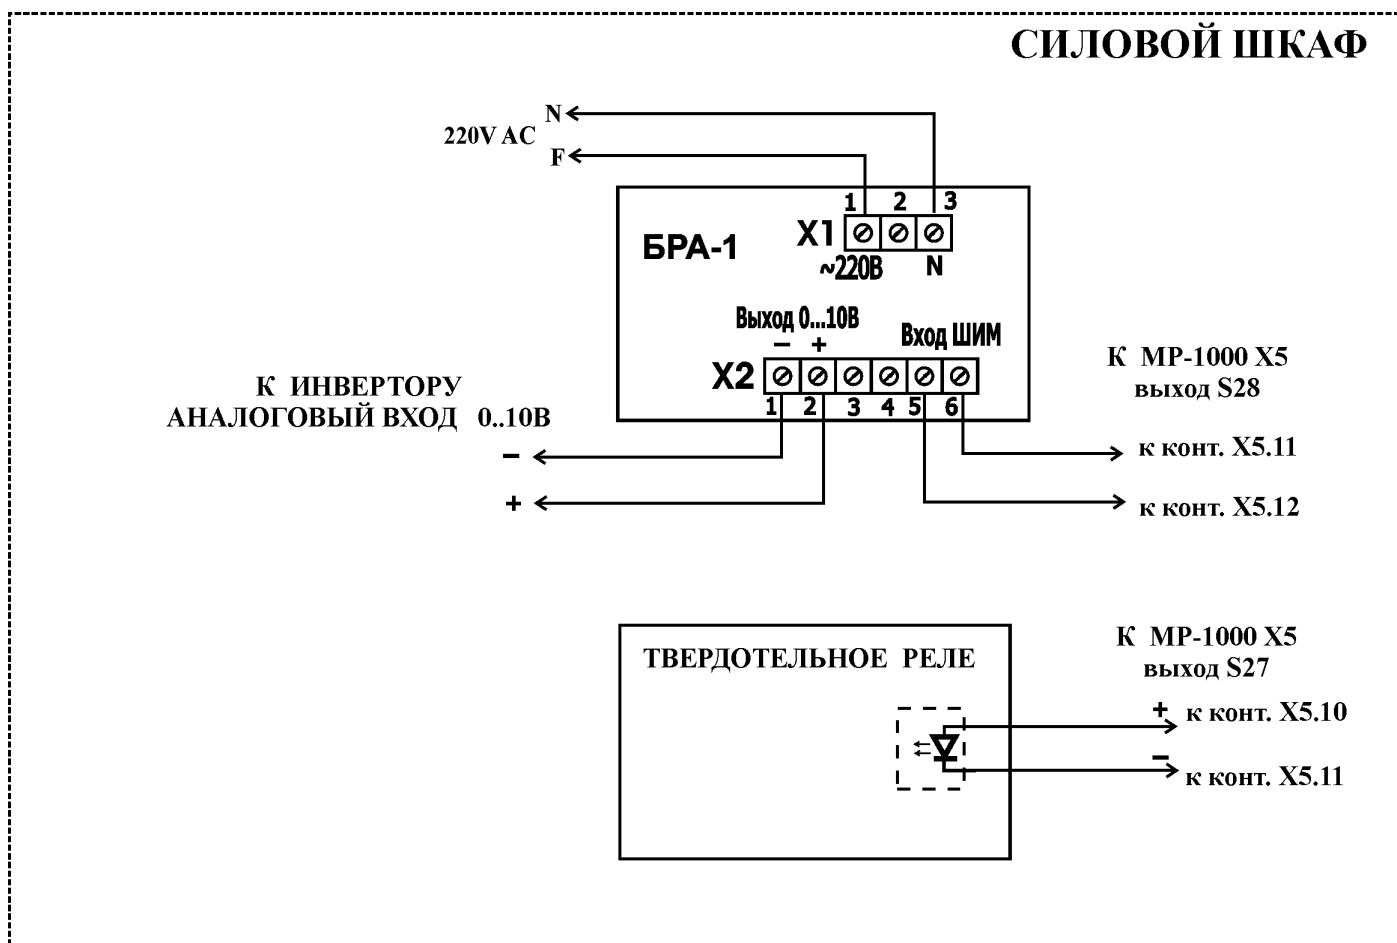 СИЛОВОЙ ШКАФ
N
220V AC
F
1 2 3
X1
БРА-1
~220В N
Выход 0...10В
Вход ШИМ
− +
X2
1 2 3 4 5 6
К ИНВЕРТОРУ
АНАЛОГОВЫЙ ВХОД 0..10В
−
+
К МР-1000 X5
выход S28
к конт. X5.11
к конт. X5.12
ТВЕРДОТЕЛЬНОЕ РЕЛЕ
К МР-1000 X5
выход S27
+ к конт. X5.10
− к конт. X5.11